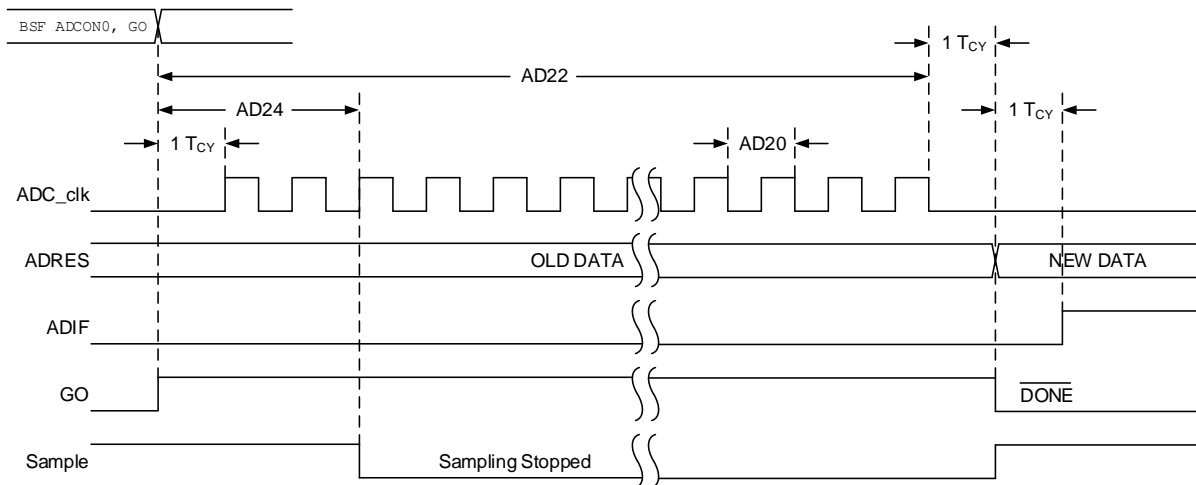 BSF ADCON0, GO
1 TCY
AD22
1 TCY
AD24
1 TCY
AD20
ADC_clk
ADRES
OLD DATA
NEW DATA
ADIF
GO
DONE
Sample
Sampling Stopped